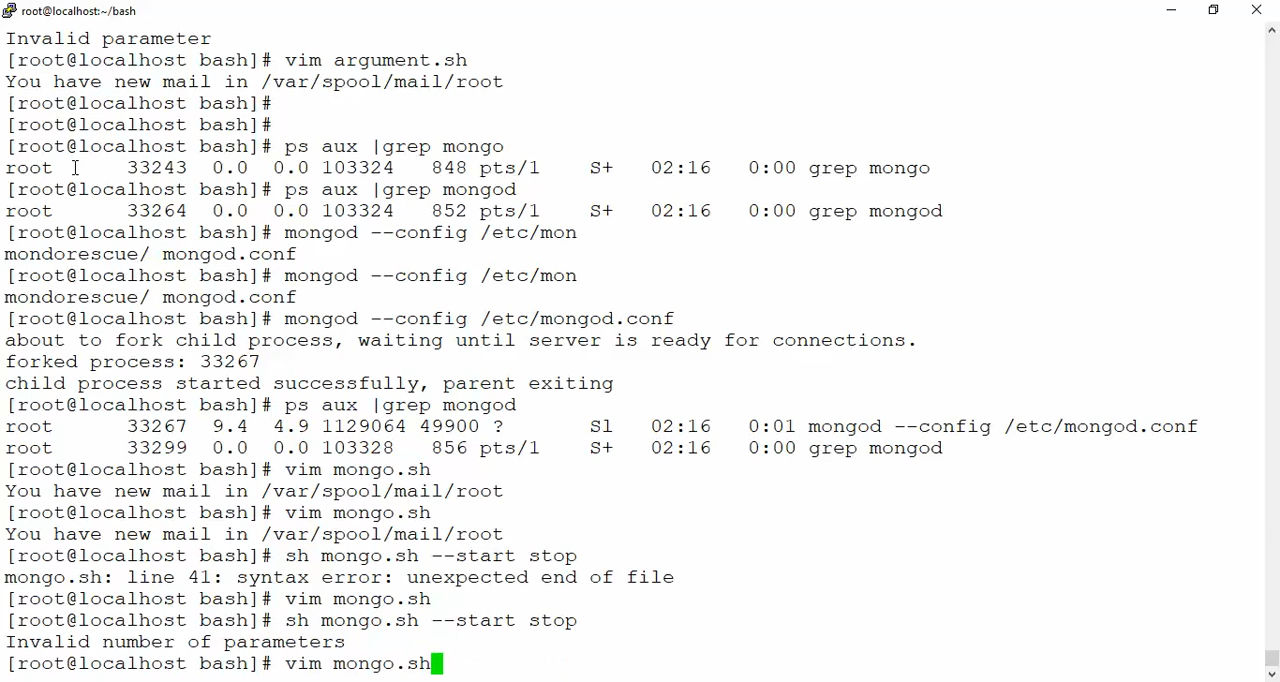 root@localhost:~/bash
Invalid parameter
[root@localhost bash]# vim argument.sh
You have new mail in /var/spool/mail/root
[root@localhost bash]#
[root@localhost bash]#
[root@localhost bash]# ps aux |grep mongo
root 33243 0.0 0.0 103324 848 pts/1 S+ 02:16 0:00 grep mongo
[root@localhost bash]# ps aux |grep mongod
root 33264 0.0 0.0 103324 852 pts/1 S+ 02:16 0:00 grep mongod
[root@localhost bash]# mongod --config /etc/mon
mondorescue/ mongod.conf
[root@localhost bash]# mongod --config /etc/mon
mondorescue/ mongod.conf
[root@localhost bash]# mongod --config /etc/mongod.conf
about to fork child process, waiting until server is ready for connections.
forked process: 33267
child process started successfully, parent exiting
[root@localhost bash]# ps aux |grep mongod
root 33267 9.4 4.9 1129064 49900 ? Sl 02:16 0:01 mongod --config /etc/mongod.conf
root 33299 0.0 0.0 103328 856 pts/1 S+ 02:16 0:00 grep mongod
[root@localhost bash]# vim mongo.sh
You have new mail in /var/spool/mail/root
[root@localhost bash]# vim mongo.sh
You have new mail in /var/spool/mail/root
[root@localhost bash]# sh mongo.sh --start stop
mongo.sh: line 41: syntax error: unexpected end of file
[root@localhost bash]# vim mongo.sh
[root@localhost bash]# sh mongo.sh --start stop
Invalid number of parameters
[root@localhost bash]# vim mongo.sh